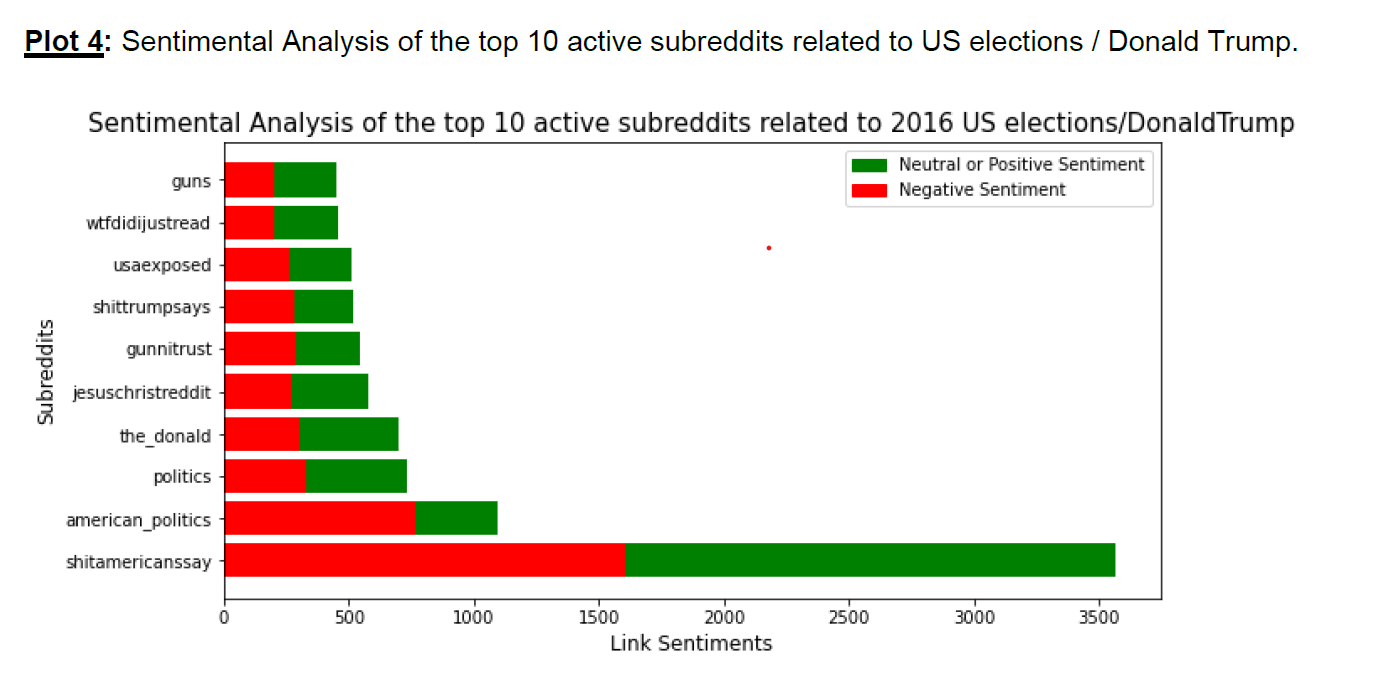 Plot 4: Sentimental Analysis of the top 10 active subreddits related to US elections / Donald Trump.
Sentimental Analysis of the top 10 active subreddits related to 2016 US elections/DonaldTrump
Neutral or Positive Sentiment
Negative Sentiment
Subreddits
guns
wtfdidijustread
usaexposed
shittrumpsays
gunnitrust
jesuschristreddit
the_donald
politics
american_politics
shitamericanssay
0 500 1000 1500 2000 2500 3000 3500
Link Sentiments